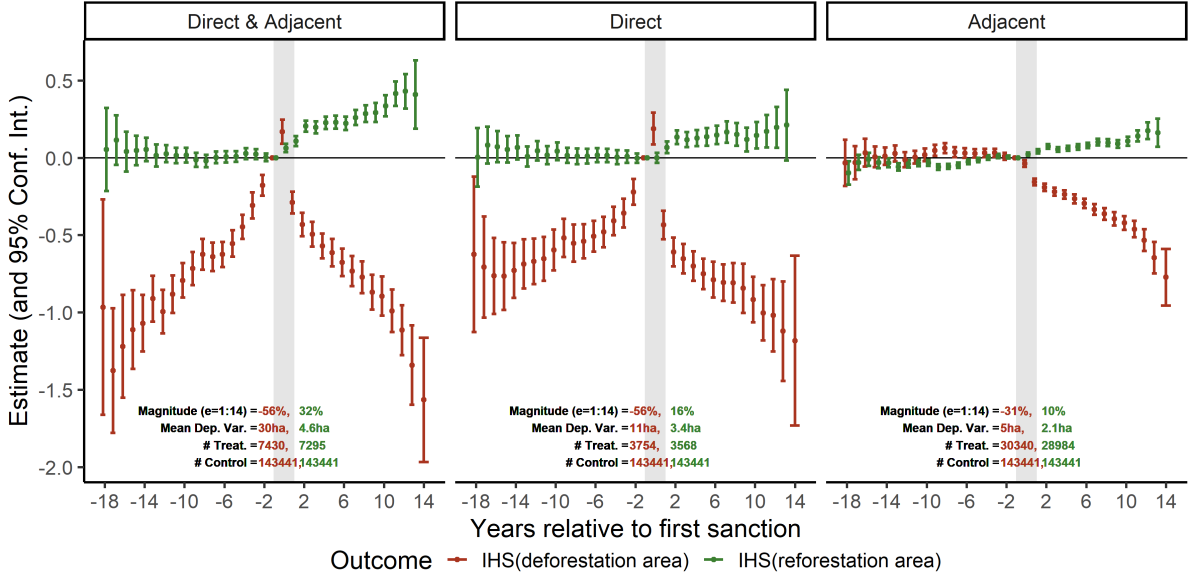 Direct & Adjacent Direct Adjacent
Estimate (and 95% Conf. Int.)
0.5
0.0
-0.5
-1.0
-1.5
-2.0
Magnitude (e=1:14) = -56%, 32%
Mean Dep. Var. = 30ha, 4.6ha
# Treat. = 7430, 7295
# Control = 143441, 143441
Magnitude (e=1:14) = -56%, 16%
Mean Dep. Var. = 11ha, 3.4ha
# Treat. = 3754, 3568
# Control = 143441, 143441
Magnitude (e=1:14) = -31%, 10%
Mean Dep. Var. = 5ha, 2.1ha
# Treat. = 30340, 28984
# Control = 143441, 143441
-18 -14 -10 -6 -2 2 6 10 14 -18 -14 -10 -6 -2 2 6 10 14 -18 -14 -10 -6 -2 2 6 10 14
Years relative to first sanction
Outcome IHS(deforestation area) IHS(reforestation area)